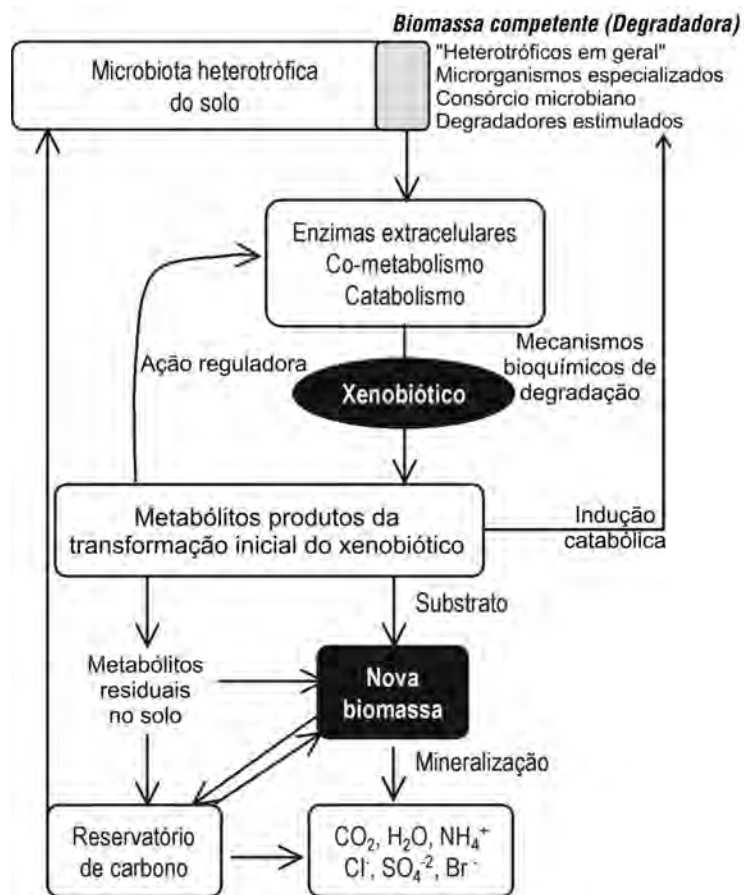 Biomassa competente (Degradadora)
Microbiota heterotrófica
do solo
"Heterotróficos em geral"
Microrganismos especializados
Consórcio microbiano
Degradadores estimulados
Enzimas extracelulares
Co-metabolismo
Catabolismo
Ação reguladora
Mecanismos
bioquímicos de
degradação
Xenobiótico
Metabólitos produtos da
transformação inicial do xenobiótico
Indução
catabólica
Substrato
Metabólitos
residuais
no solo
Nova
biomassa
Mineralização
Reservatório
de carbono
CO₂, H₂O, NH₄⁺
Cl⁻, SO₄⁻², Br⁻